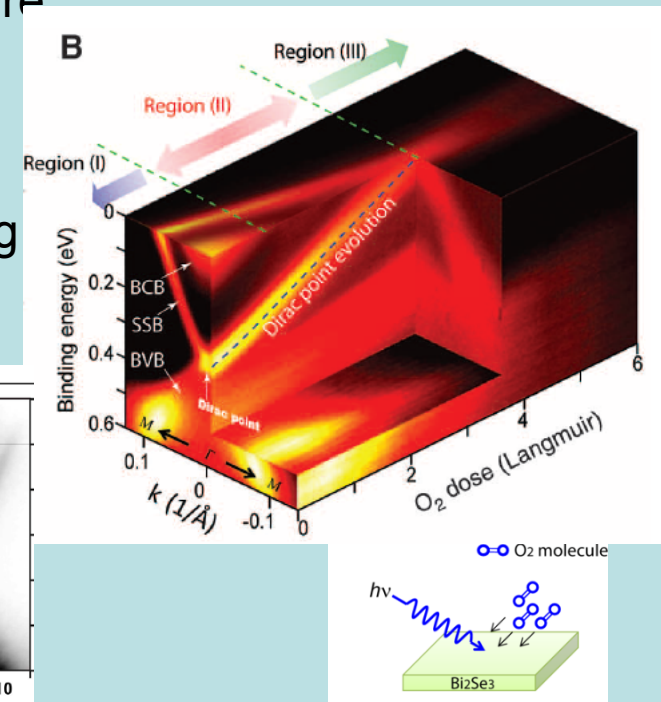 re
B
Region (III)
Region (II)
Region (I)
g
0
0.2
0.4
0.6
Binding energy (eV)
BCB
SSB
BVB
Dirac point evolution
Dirac point
M
Γ
M
0.1
0
-0.1
k (1/Å)
0
2
4
6
O2 dose (Langmuir)
10
O2 molecule
hν
Bi2Se3